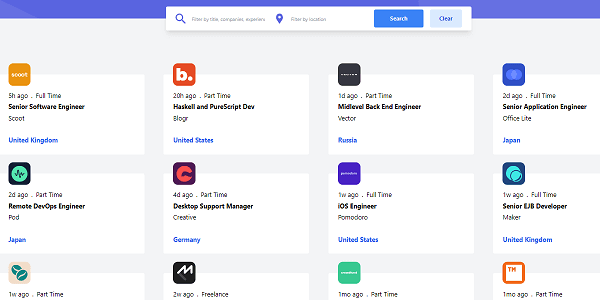 Filter by title, companies, experien
Filter by location
Search
Clear
scoot
5h ago . Full Time
Senior Software Engineer
Scoot
United Kingdom
b.
20h ago . Part Time
Haskell and PureScript Dev
Blogr
United States
1d ago . Part Time
Midlevel Back End Engineer
Vector
Russia
2d ago . Full Time
Senior Application Engineer
Office Lite
Japan
2d ago . Part Time
Remote DevOps Engineer
Pod
Japan
4d ago . Part Time
Desktop Support Manager
Creative
Germany
pomodoro
1w ago . Full Time
iOS Engineer
Pomodoro
United States
1w ago . Full Time
Senior EJB Developer
Maker
United Kingdom
1w ago . Part Time
2w ago . Freelance
1mo ago . Part Time
TM
1mo ago . Part Time